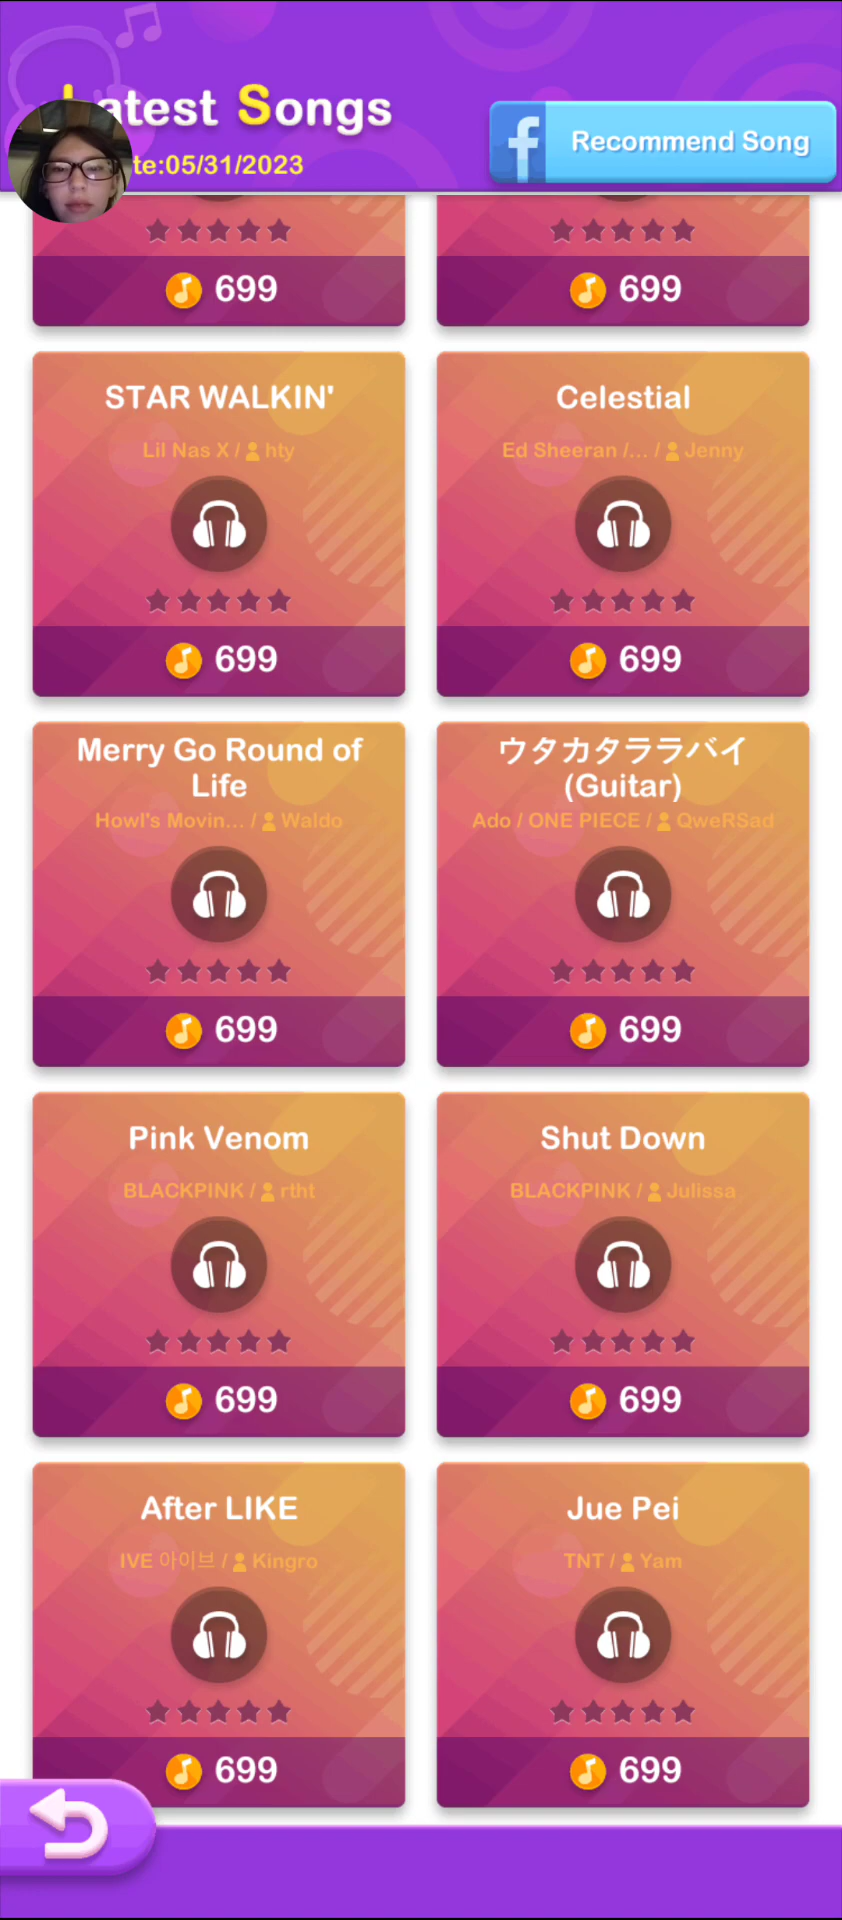 Latest Songs
te:05/31/2023
Recommend Song
699
699
STAR WALKIN'
Lil Nas X / hty
699
Celestial
Ed Sheeran /... / Jenny
699
Merry Go Round of
Life
Howl's Movin... / Waldo
699
ウタカタララバイ
(Guitar)
Ado / ONE PIECE / QweRSad
699
Pink Venom
BLACKPINK / rtht
699
Shut Down
BLACKPINK / Julissa
699
After LIKE
IVE 아이브 / Kingro
699
Jue Pei
TNT / Yam
699